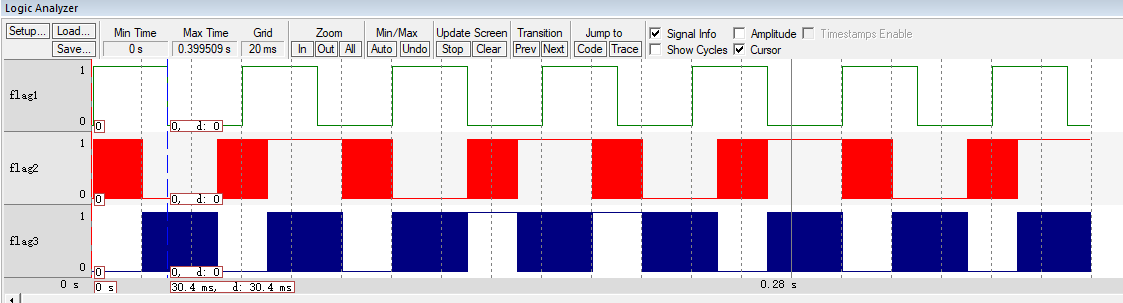 Logic Analyzer
Setup... Load... Min Time Max Time Grid Zoom Min/Max Update Screen Transition Jump to Signal Info Amplitude Timestamps Enable
Save... 0 s 0.399509 s 20 ms In Out All Auto Undo Stop Clear Prev Next Code Trace Show Cycles Cursor
1
flag1
0 0 0, d: 0
1
flag2
0 0 0, d: 0
1
flag3
0 0 0, d: 0
0 s 0 s 30.4 ms, d: 30.4 ms 0.28 s